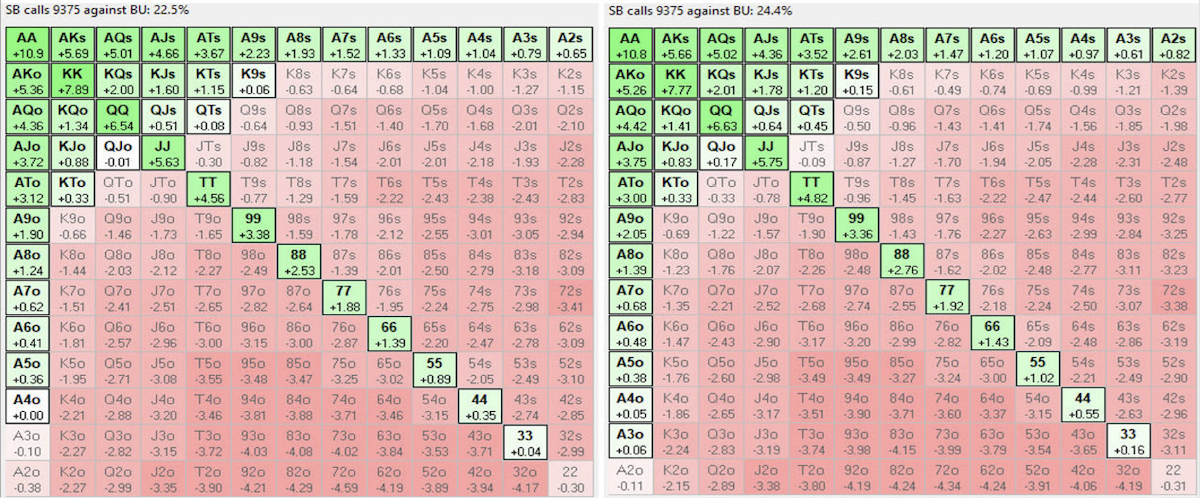 SB calls 9375 against BU: 22.5%
AA AKs AQs AJs ATs A9s A8s A7s A6s A5s A4s A3s A2s
+10.9 +5.69 +5.01 +4.66 +3.67 +2.23 +1.93 +1.52 +1.33 +1.09 +1.04 +0.79 +0.65
AKo KK KQs KJs KTs K9s K8s K7s K6s K5s K4s K3s K2s
+5.36 +7.89 +2.00 +1.60 +1.15 +0.06 -0.63 -0.64 -0.68 -1.04 -1.00 -1.27 -1.15
AQo KQo QQ QJs QTs Q9s Q8s Q7s Q6s Q5s Q4s Q3s Q2s
+4.36 +1.34 +6.54 +0.51 +0.08 -0.64 -0.93 -1.51 -1.40 -1.70 -1.68 -2.01 -2.10
AJo KJo QJo JJ JTs J9s J8s J7s J6s J5s J4s J3s J2s
+3.72 +0.88 -0.01 +5.63 -0.30 -0.82 -1.18 -1.54 -2.01 -2.01 -2.18 -1.93 -2.28
ATo KTo QTo JTo TT T9s T8s T7s T6s T5s T4s T3s T2s
+3.12 +0.33 -0.51 -0.90 +4.56 -0.77 -1.29 -1.59 -2.22 -2.43 -2.38 -2.43 -2.83
A9o K9o Q9o J9o T9o 99 98s 97s 96s 95s 94s 93s 92s
+1.90 -0.66 -1.46 -1.73 -1.65 +3.38 -1.59 -1.78 -2.12 -2.55 -3.01 -3.05 -2.94
A8o K8o Q8o J8o T8o 98o 88 87s 86s 85s 84s 83s 82s
+1.24 -1.44 -2.03 -2.12 -2.27 -2.49 +2.53 -1.39 -2.01 -2.50 -2.79 -3.18 -3.09
A7o K7o Q7o J7o T7o 97o 87o 77 76s 75s 74s 73s 72s
+0.62 -1.51 -2.41 -2.51 -2.65 -2.82 -2.64 +1.88 -1.95 -2.24 -2.75 -2.98 -3.41
A6o K6o Q6o J6o T6o 96o 86o 76o 66 65s 64s 63s 62s
+0.41 -1.81 -2.57 -2.96 -3.00 -3.15 -3.00 -2.87 +1.39 -2.20 -2.47 -2.78 -3.09
A5o K5o Q5o J5o T5o 95o 85o 75o 65o 55 54s 53s 52s
+0.36 -1.95 -2.71 -3.08 -3.55 -3.48 -3.47 -3.25 -3.02 +0.89 -2.05 -2.49 -3.10
A4o K4o Q4o J4o T4o 94o 84o 74o 64o 54o 44 43s 42s
+0.00 -2.21 -2.88 -3.20 -3.46 -3.81 -3.88 -3.71 -3.46 -3.15 +0.35 -2.74 -2.85
A3o K3o Q3o J3o T3o 93o 83o 73o 63o 53o 43o 33 32s
-0.10 -2.27 -2.82 -3.15 -3.72 -4.03 -4.08 -4.02 -3.84 -3.53 -3.71 +0.04 -2.99
A2o K2o Q2o J2o T2o 92o 82o 72o 62o 52o 42o 32o 22
-0.38 -2.27 -2.99 -3.35 -3.90 -4.21 -4.29 -4.59 -4.19 -3.89 -3.94 -4.17 -0.30
SB calls 9375 against BU: 24.4%
AA AKs AQs AJs ATs A9s A8s A7s A6s A5s A4s A3s A2s
+10.8 +5.66 +5.02 +4.36 +3.52 +2.61 +2.03 +1.47 +1.20 +1.07 +0.97 +0.61 +0.82
AKo KK KQs KJs KTs K9s K8s K7s K6s K5s K4s K3s K2s
+5.26 +7.77 +2.01 +1.78 +1.20 +0.15 -0.61 -0.49 -0.74 -0.69 -0.91 -1.21 -1.39
AQo KQo QQ QJs QTs Q9s Q8s Q7s Q6s Q5s Q4s Q3s Q2s
+4.42 +1.41 +6.63 +0.64 +0.45 -0.50 -0.96 -1.43 -1.41 -1.74 -1.56 -1.85 -1.98
AJo KJo QJo JJ JTs J9s J8s J7s J6s J5s J4s J3s J2s
+3.75 +0.83 +0.17 +5.75 -0.09 -0.87 -1.27 -1.70 -1.94 -2.05 -2.28 -2.31 -2.48
ATo KTo QTo JTo TT T9s T8s T7s T6s T5s T4s T3s T2s
+3.00 +0.33 -0.33 -0.78 +4.82 -0.96 -1.45 -1.63 -2.22 -2.47 -2.44 -2.60 -2.77
A9o K9o Q9o J9o T9o 99 98s 97s 96s 95s 94s 93s 92s
+2.05 -0.69 -1.22 -1.57 -1.90 +3.36 -1.43 -1.76 -2.27 -2.63 -2.99 -2.84 -3.25
A8o K8o Q8o J8o T8o 98o 88 87s 86s 85s 84s 83s 82s
+1.39 -1.23 -1.76 -2.07 -2.26 -2.48 +2.76 -1.62 -2.02 -2.48 -2.77 -3.11 -3.23
A7o K7o Q7o J7o T7o 97o 87o 77 76s 75s 74s 73s 72s
+0.68 -1.35 -2.21 -2.52 -2.68 -2.74 -2.55 +1.92 -2.18 -2.24 -2.50 -3.07 -3.38
A6o K6o Q6o J6o T6o 96o 86o 76o 66 65s 64s 63s 62s
+0.48 -1.47 -2.43 -2.90 -3.17 -3.20 -2.99 -2.82 +1.43 -2.09 -2.48 -2.86 -3.19
A5o K5o Q5o J5o T5o 95o 85o 75o 65o 55 54s 53s 52s
+0.38 -1.76 -2.60 -2.98 -3.49 -3.49 -3.27 -3.24 -3.00 +1.02 -2.21 -2.49 -2.90
A4o K4o Q4o J4o T4o 94o 84o 74o 64o 54o 44 43s 42s
+0.05 -1.86 -2.65 -3.17 -3.51 -3.90 -3.71 -3.60 -3.37 -3.15 +0.55 -2.63 -2.96
A3o K3o Q3o J3o T3o 93o 83o 73o 63o 53o 43o 33 32s
+0.06 -2.24 -2.83 -3.19 -3.74 -3.98 -4.15 -3.99 -3.79 -3.54 -3.65 +0.16 -3.11
A2o K2o Q2o J2o T2o 92o 82o 72o 62o 52o 42o 32o 22
-0.11 -2.15 -2.89 -3.38 -3.80 -4.19 -4.24 -4.34 -4.24 -3.91 -4.06 -4.19 -0.31